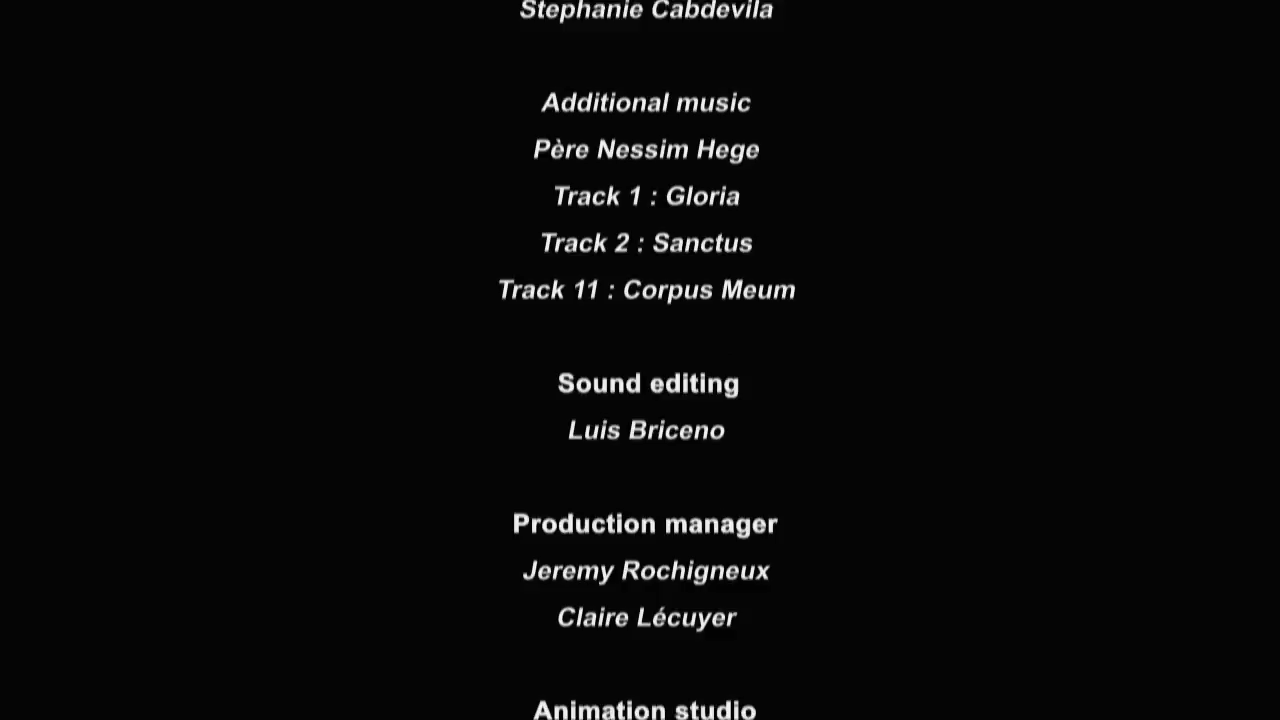 Stephanie Cabdevila
Additional music
Père Nessim Hege
Track 1 : Gloria
Track 2 : Sanctus
Track 11 : Corpus Meum
Sound editing
Luis Briceno
Production manager
Jeremy Rochigneux
Claire Lécuyer
Animation studio